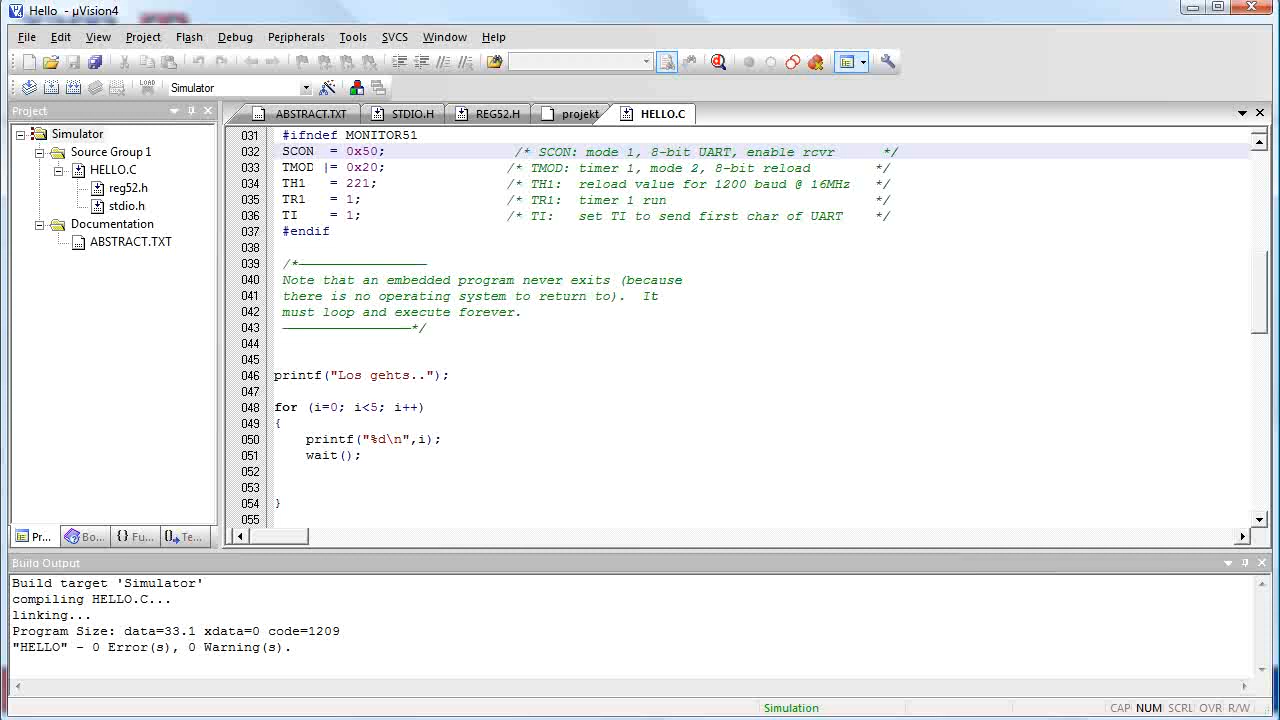 Hello - µVision4
File Edit View Project Flash Debug Peripherals Tools SVCS Window Help
LOAD Simulator
Project
Simulator
Source Group 1
HELLO.C
reg52.h
stdio.h
Documentation
ABSTRACT.TXT
Pr... Bo... {} Fu... Te...
ABSTRACT.TXT STDIO.H REG52.H projekt HELLO.C
031 #ifndef MONITOR51
032 SCON = 0x50; /* SCON: mode 1, 8-bit UART, enable rcvr */
033 TMOD |= 0x20; /* TMOD: timer 1, mode 2, 8-bit reload */
034 TH1 = 221; /* TH1: reload value for 1200 baud @ 16MHz */
035 TR1 = 1; /* TR1: timer 1 run */
036 TI = 1; /* TI: set TI to send first char of UART */
037 #endif
038
039 /*————————————————
040 Note that an embedded program never exits (because
041 there is no operating system to return to). It
042 must loop and execute forever.
043 ————————————————*/
044
045
046 printf("Los gehts..");
047
048 for (i=0; i<5; i++)
049 {
050 printf("%d\n",i);
051 wait();
052
053
054 }
055
Build Output
Build target 'Simulator'
compiling HELLO.C...
linking...
Program Size: data=33.1 xdata=0 code=1209
"HELLO" - 0 Error(s), 0 Warning(s).
Simulation CAP NUM SCRL OVR R/W